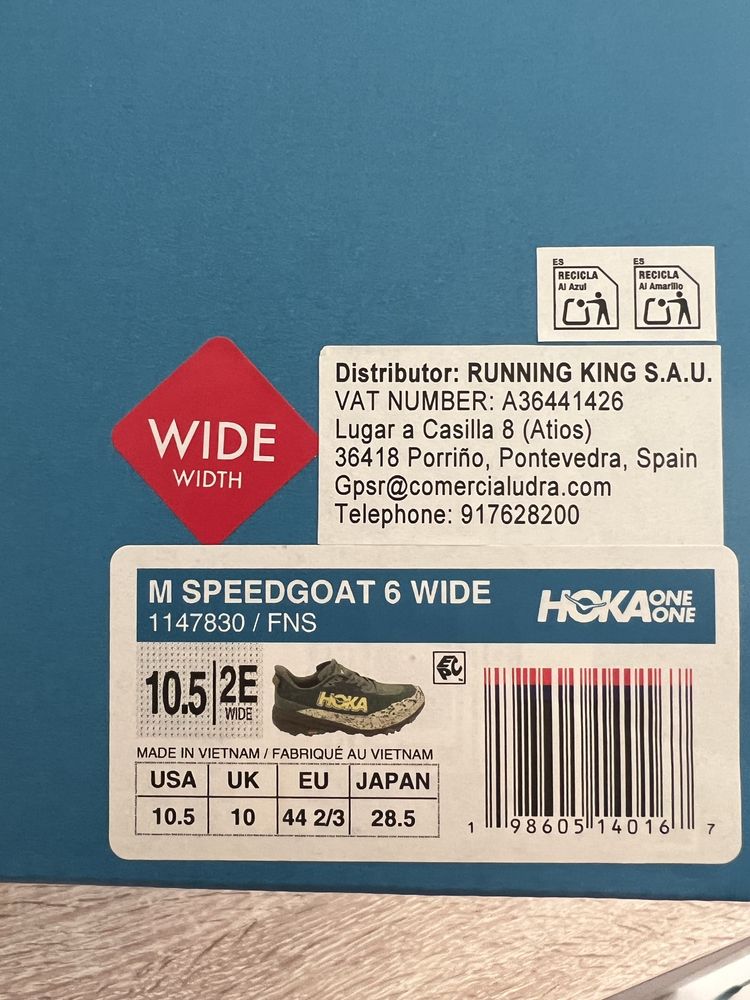 ES
RECICLA
Al Azul
ES
RECICLA
Al Amarillo
WIDE
WIDTH
Distributor: RUNNING KING S.A.U.
VAT NUMBER: A36441426
Lugar a Casilla 8 (Atios)
36418 Porriño, Pontevedra, Spain
Gpsr@comercialudra.com
Telephone: 917628200
M SPEEDGOAT 6 WIDE
1147830 / FNS
HOKA ONE ONE
10.5 2E
WIDE
HOKA
EPC
MADE IN VIETNAM / FABRIQUÉ AU VIETNAM
USA UK EU JAPAN
10.5 10 44 2/3 28.5
1 98605 14016 7